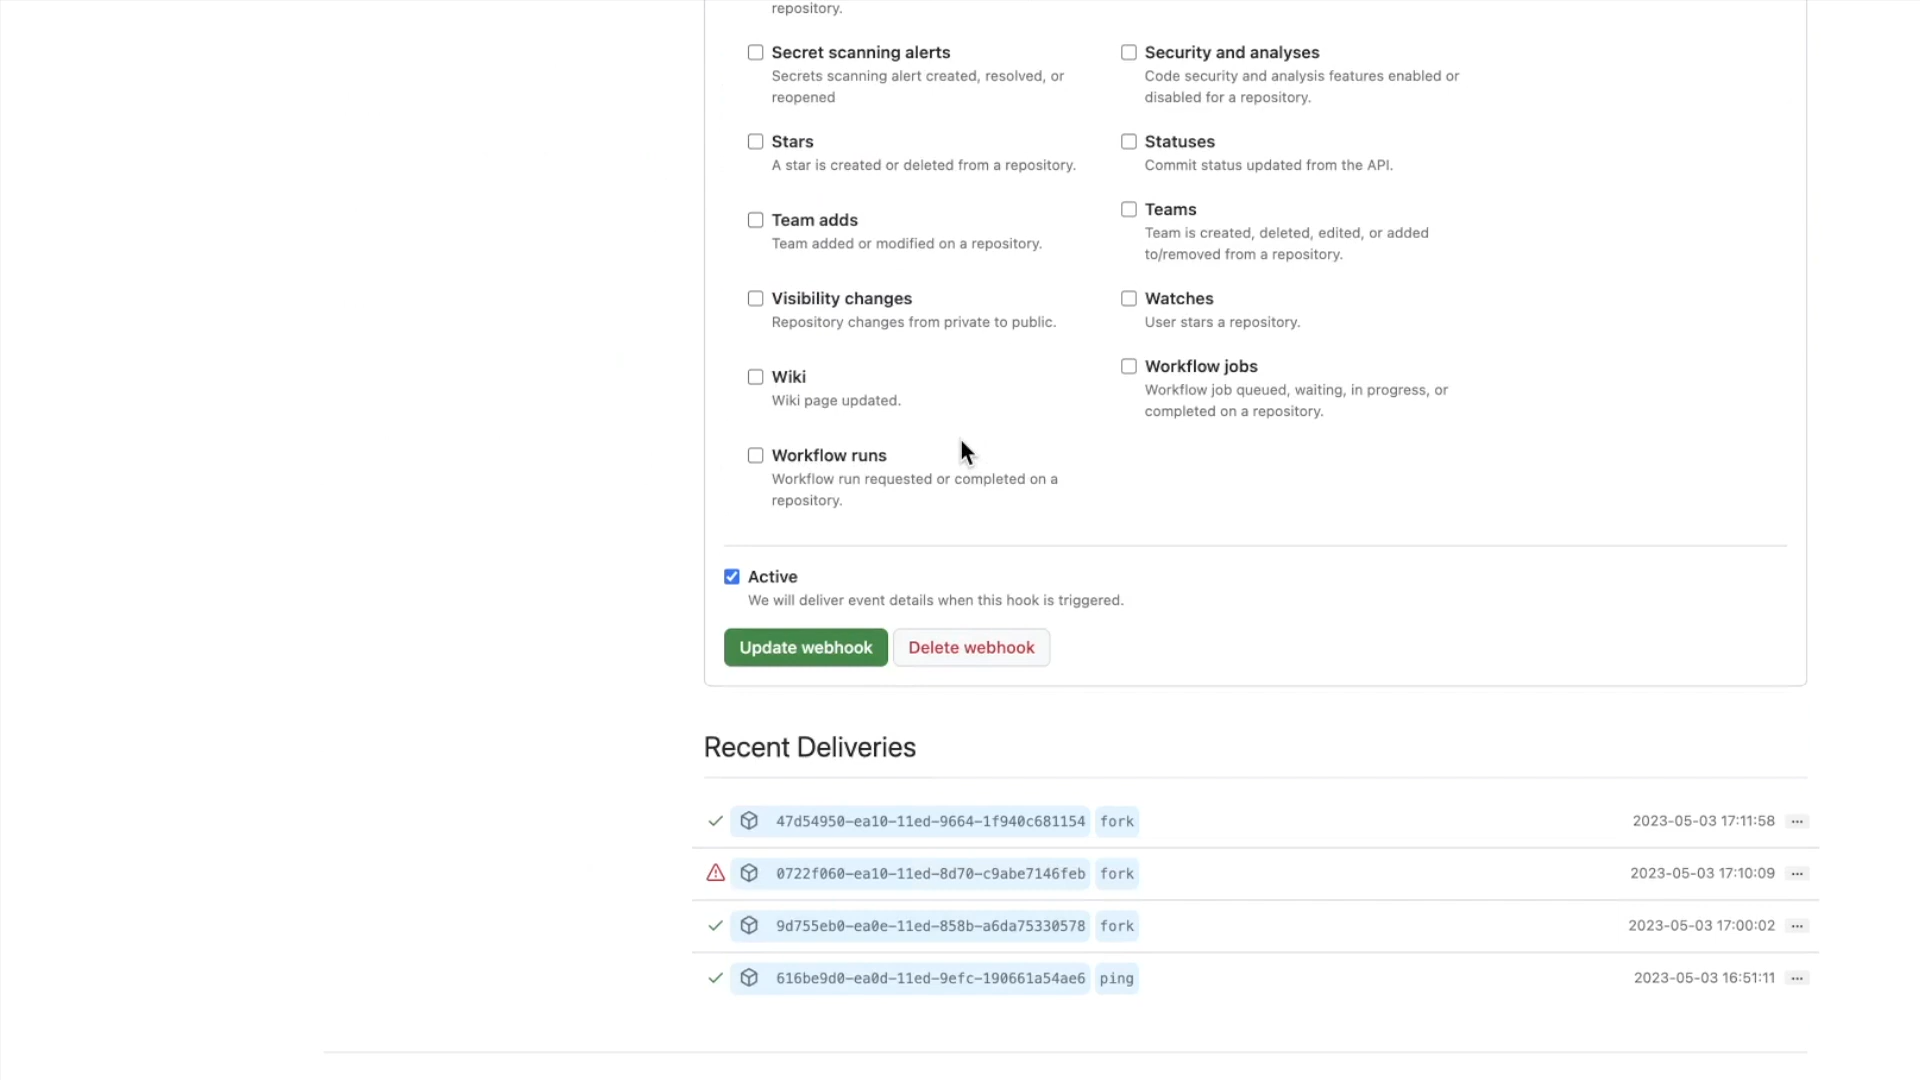 repository.
Secret scanning alerts
Secrets scanning alert created, resolved, or
reopened
Security and analyses
Code security and analysis features enabled or
disabled for a repository.
Stars
A star is created or deleted from a repository.
Statuses
Commit status updated from the API.
Team adds
Team added or modified on a repository.
Teams
Team is created, deleted, edited, or added
to/removed from a repository.
Visibility changes
Repository changes from private to public.
Watches
User stars a repository.
Wiki
Wiki page updated.
Workflow jobs
Workflow job queued, waiting, in progress, or
completed on a repository.
Workflow runs
Workflow run requested or completed on a
repository.
Active
We will deliver event details when this hook is triggered.
Update webhook Delete webhook
Recent Deliveries
47d54950-ea10-11ed-9664-1f940c681154 fork 2023-05-03 17:11:58 ...
0722f060-ea10-11ed-8d70-c9abe7146feb fork 2023-05-03 17:10:09 ...
9d755eb0-ea0e-11ed-858b-a6da75330578 fork 2023-05-03 17:00:02 ...
616be9d0-ea0d-11ed-9efc-190661a54ae6 ping 2023-05-03 16:51:11 ...